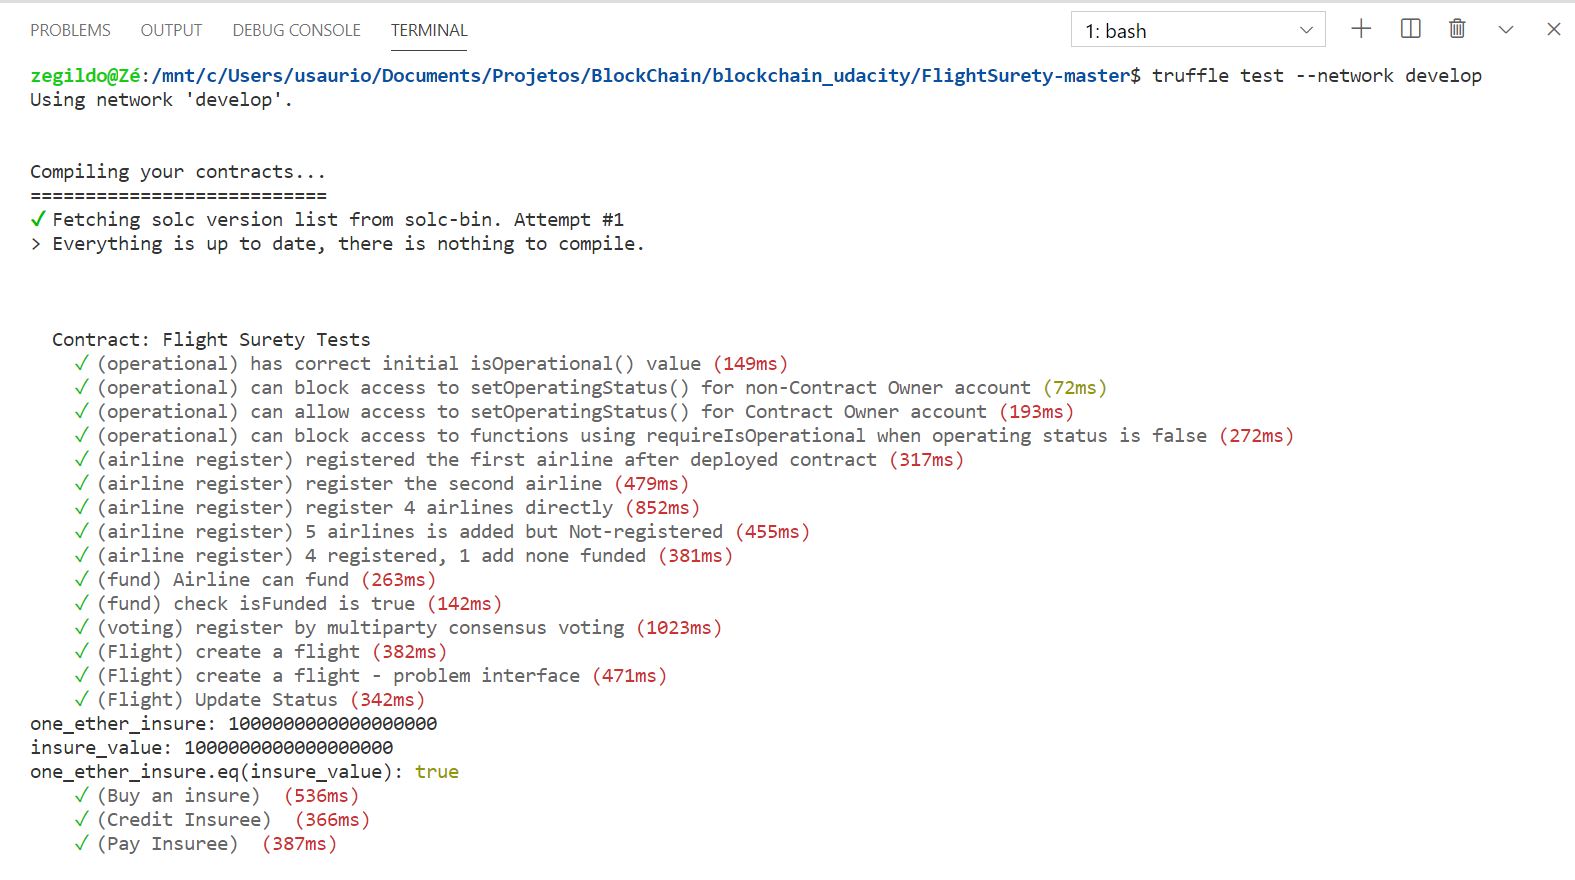 PROBLEMS OUTPUT DEBUG CONSOLE TERMINAL 1: bash
zegildo@Zé:/mnt/c/Users/usaurio/Documents/Projetos/BlockChain/blockchain_udacity/FlightSurety-master$ truffle test --network develop
Using network 'develop'.
Compiling your contracts...
===========================
✓ Fetching solc version list from solc-bin. Attempt #1
> Everything is up to date, there is nothing to compile.
Contract: Flight Surety Tests
✓ (operational) has correct initial isOperational() value (149ms)
✓ (operational) can block access to setOperatingStatus() for non-Contract Owner account (72ms)
✓ (operational) can allow access to setOperatingStatus() for Contract Owner account (193ms)
✓ (operational) can block access to functions using requireIsOperational when operating status is false (272ms)
✓ (airline register) registered the first airline after deployed contract (317ms)
✓ (airline register) register the second airline (479ms)
✓ (airline register) register 4 airlines directly (852ms)
✓ (airline register) 5 airlines is added but Not-registered (455ms)
✓ (airline register) 4 registered, 1 add none funded (381ms)
✓ (fund) Airline can fund (263ms)
✓ (fund) check isFunded is true (142ms)
✓ (voting) register by multiparty consensus voting (1023ms)
✓ (Flight) create a flight (382ms)
✓ (Flight) create a flight - problem interface (471ms)
✓ (Flight) Update Status (342ms)
one_ether_insure: 1000000000000000000
insure_value: 1000000000000000000
one_ether_insure.eq(insure_value): true
✓ (Buy an insure) (536ms)
✓ (Credit Insuree) (366ms)
✓ (Pay Insuree) (387ms)